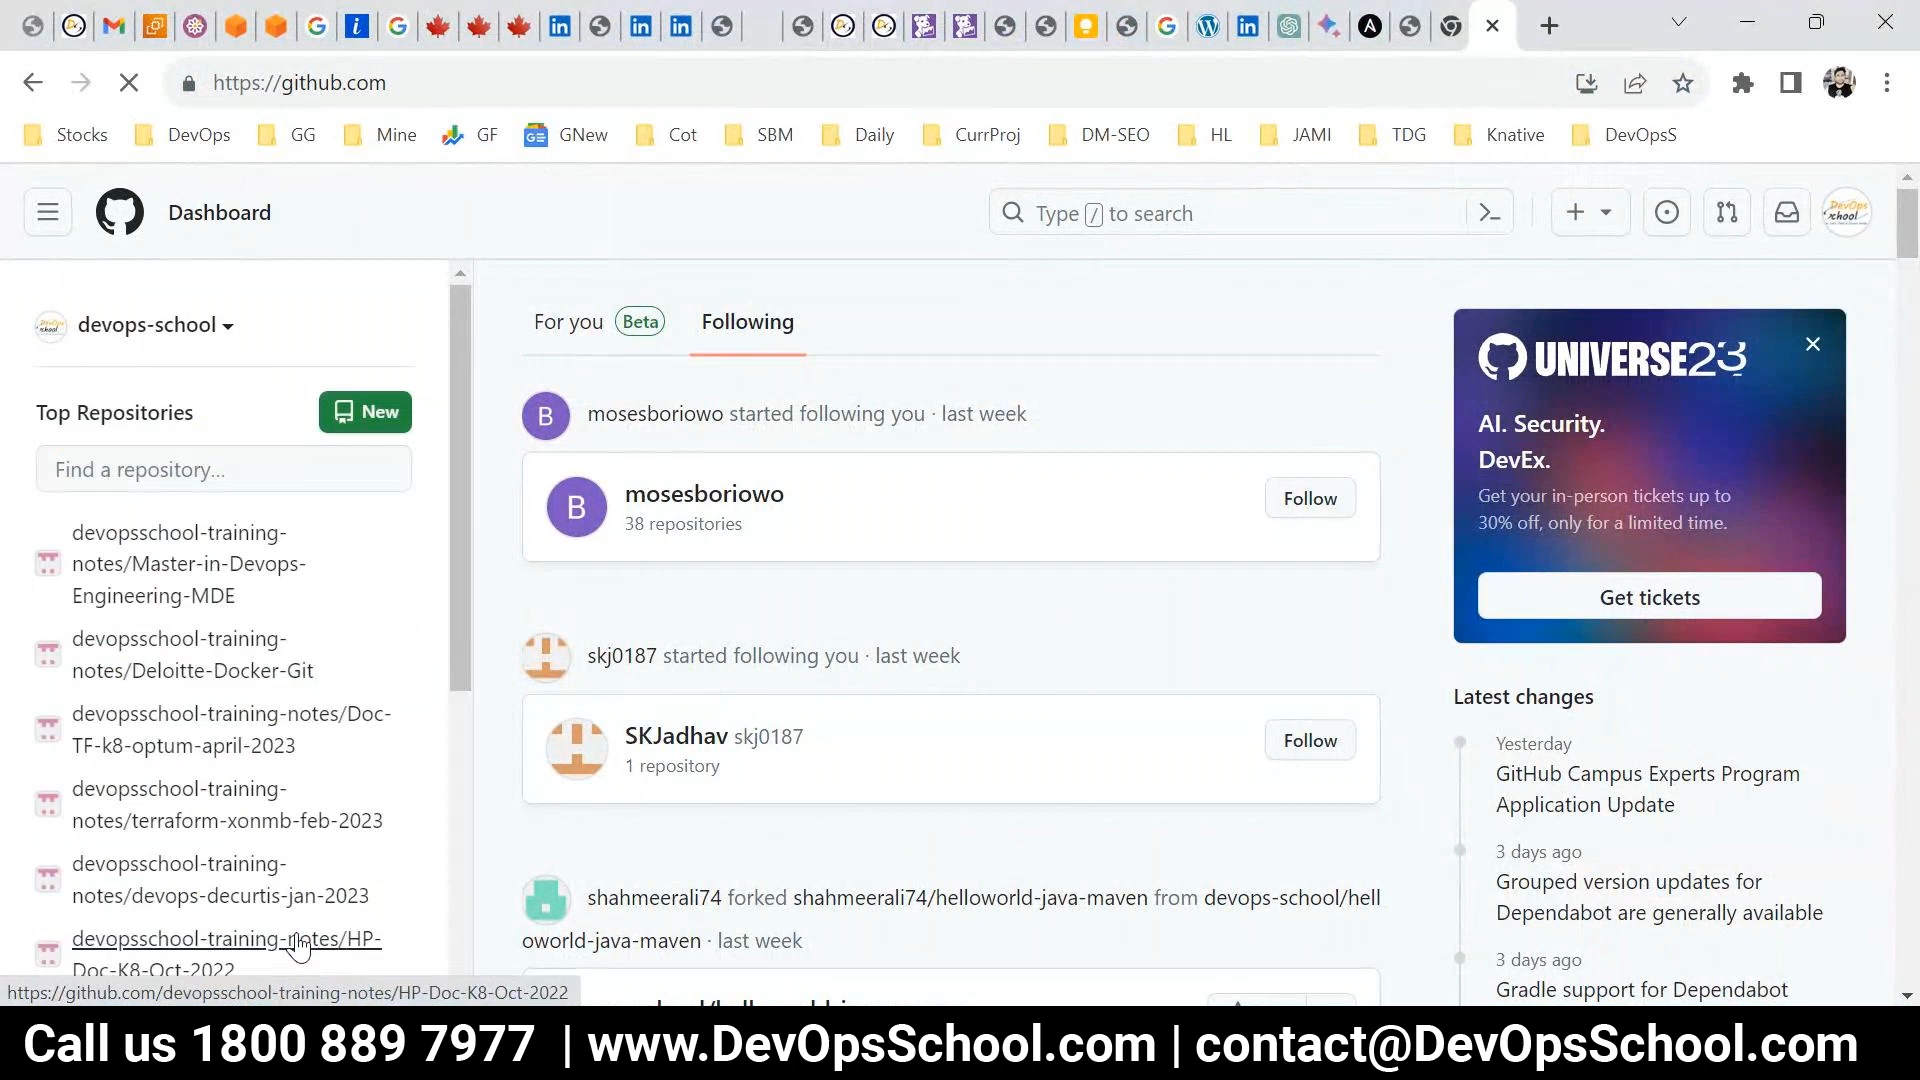 https://github.com
Stocks DevOps GG Mine GF GNew Cot SBM Daily CurrProj DM-SEO HL JAMI TDG Knative DevOpsS
Dashboard
Type / to search
devops-school
Top Repositories
New
Find a repository...
devopsschool-training-
notes/Master-in-Devops-
Engineering-MDE
devopsschool-training-
notes/Deloitte-Docker-Git
devopsschool-training-notes/Doc-
TF-k8-optum-april-2023
devopsschool-training-
notes/terraform-xonmb-feb-2023
devopsschool-training-
notes/devops-decurtis-jan-2023
devopsschool-training-notes/HP-
Doc-K8-Oct-2022
https://github.com/devopsschool-training-notes/HP-Doc-K8-Oct-2022
For you Beta Following
B mosesboriowo started following you · last week
B mosesboriowo
38 repositories
Follow
skj0187 started following you · last week
SKJadhav skj0187
1 repository
Follow
shahmeerali74 forked shahmeerali74/helloworld-java-maven from devops-school/hell
oworld-java-maven · last week
UNIVERSE23
AI. Security.
DevEx.
Get your in-person tickets up to
30% off, only for a limited time.
Get tickets
Latest changes
Yesterday
GitHub Campus Experts Program
Application Update
3 days ago
Grouped version updates for
Dependabot are generally available
3 days ago
Gradle support for Dependabot
Call us 1800 889 7977 | www.DevOpsSchool.com | contact@DevOpsSchool.com